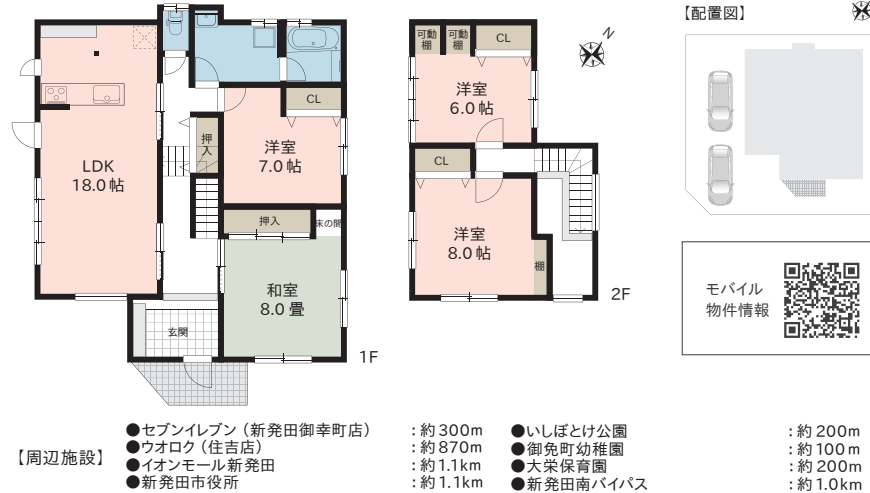 LDK
18.0帖
押入
CL
洋室
7.0帖
押入
床の間
和室
8.0畳
玄関
1F
可動棚
可動棚
CL
洋室
6.0帖
CL
洋室
8.0帖
棚
2F
N
【配置図】
モバイル
物件情報
【周辺施設】
●セブンイレブン（新発田御幸町店）：約300m
●ウオロク（住吉店）：約870m
●イオンモール新発田：約1.1km
●新発田市役所：約1.1km
●いしぼとけ公園：約200m
●御免町幼稚園：約100m
●大栄保育園：約200m
●新発田南バイパス：約1.0km